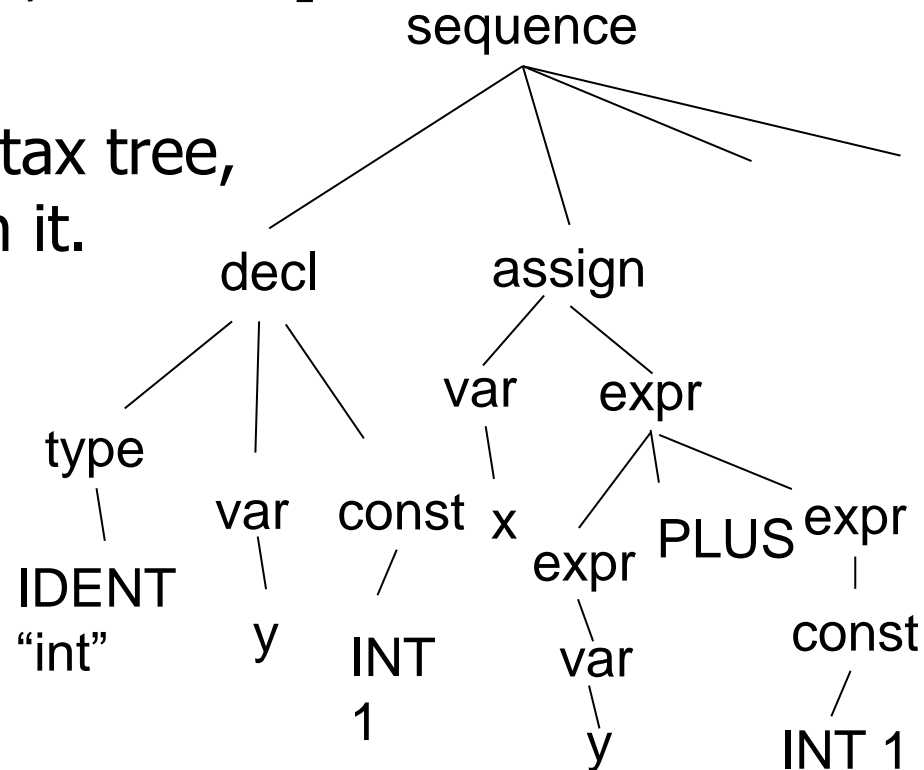 sequence
tax tree,
it.
decl
assign
var
expr
type
var
const
x
expr
PLUS
expr
IDENT
“int”
y
INT
1
var
const
y
INT 1